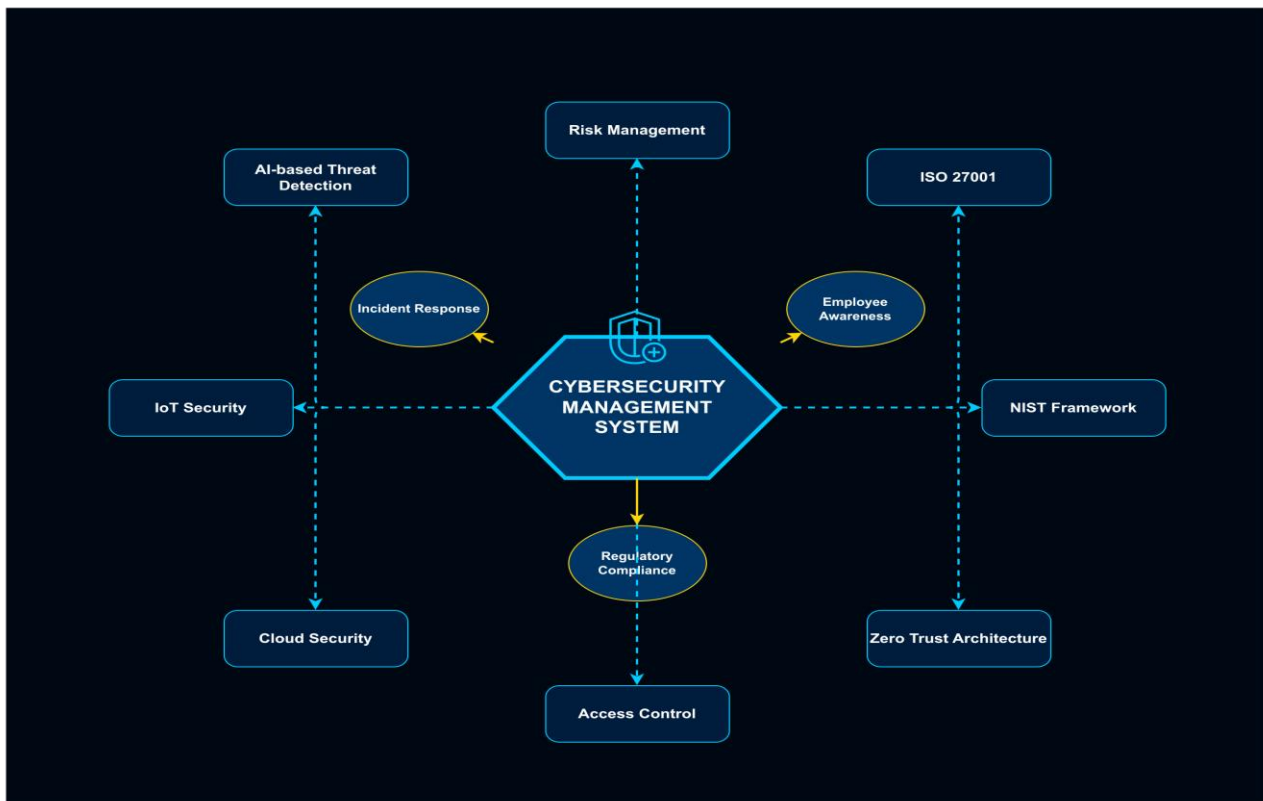 Risk Management
AI-based Threat
Detection
ISO 27001
Incident Response
Employee
Awareness
CYBERSECURITY
MANAGEMENT
SYSTEM
IoT Security
NIST Framework
Regulatory
Compliance
Cloud Security
Zero Trust Architecture
Access Control